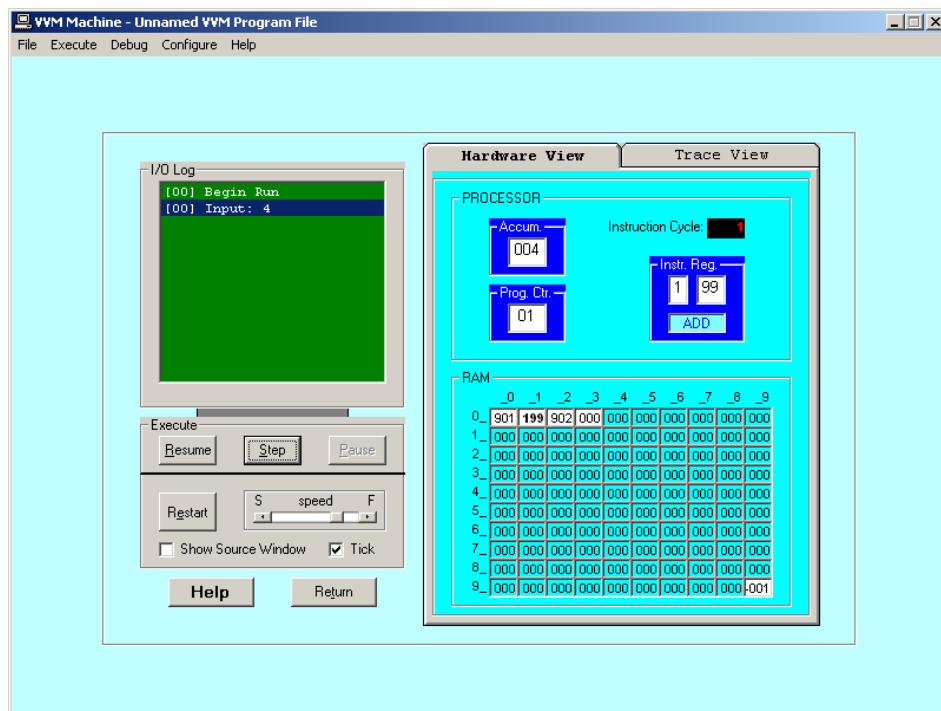 VVM Machine - Unnamed VVM Program File
File Execute Debug Configure Help
Hardware View Trace View
I/O Log
[00] Begin Run
[00] Input: 4
PROCESSOR
Accum.
004
Instruction Cycle: 1
Prog. Ctr.
01
Instr. Reg.
1 99
ADD
RAM
_0 _1 _2 _3 _4 _5 _6 _7 _8 _9
0_ 901 199 902 000 000 000 000 000 000 000
1_ 000 000 000 000 000 000 000 000 000 000
2_ 000 000 000 000 000 000 000 000 000 000
3_ 000 000 000 000 000 000 000 000 000 000
4_ 000 000 000 000 000 000 000 000 000 000
5_ 000 000 000 000 000 000 000 000 000 000
6_ 000 000 000 000 000 000 000 000 000 000
7_ 000 000 000 000 000 000 000 000 000 000
8_ 000 000 000 000 000 000 000 000 000 000
9_ 000 000 000 000 000 000 000 000 000 -001
Execute
Resume Step Pause
Restart
S speed F
Show Source Window Tick
Help Return